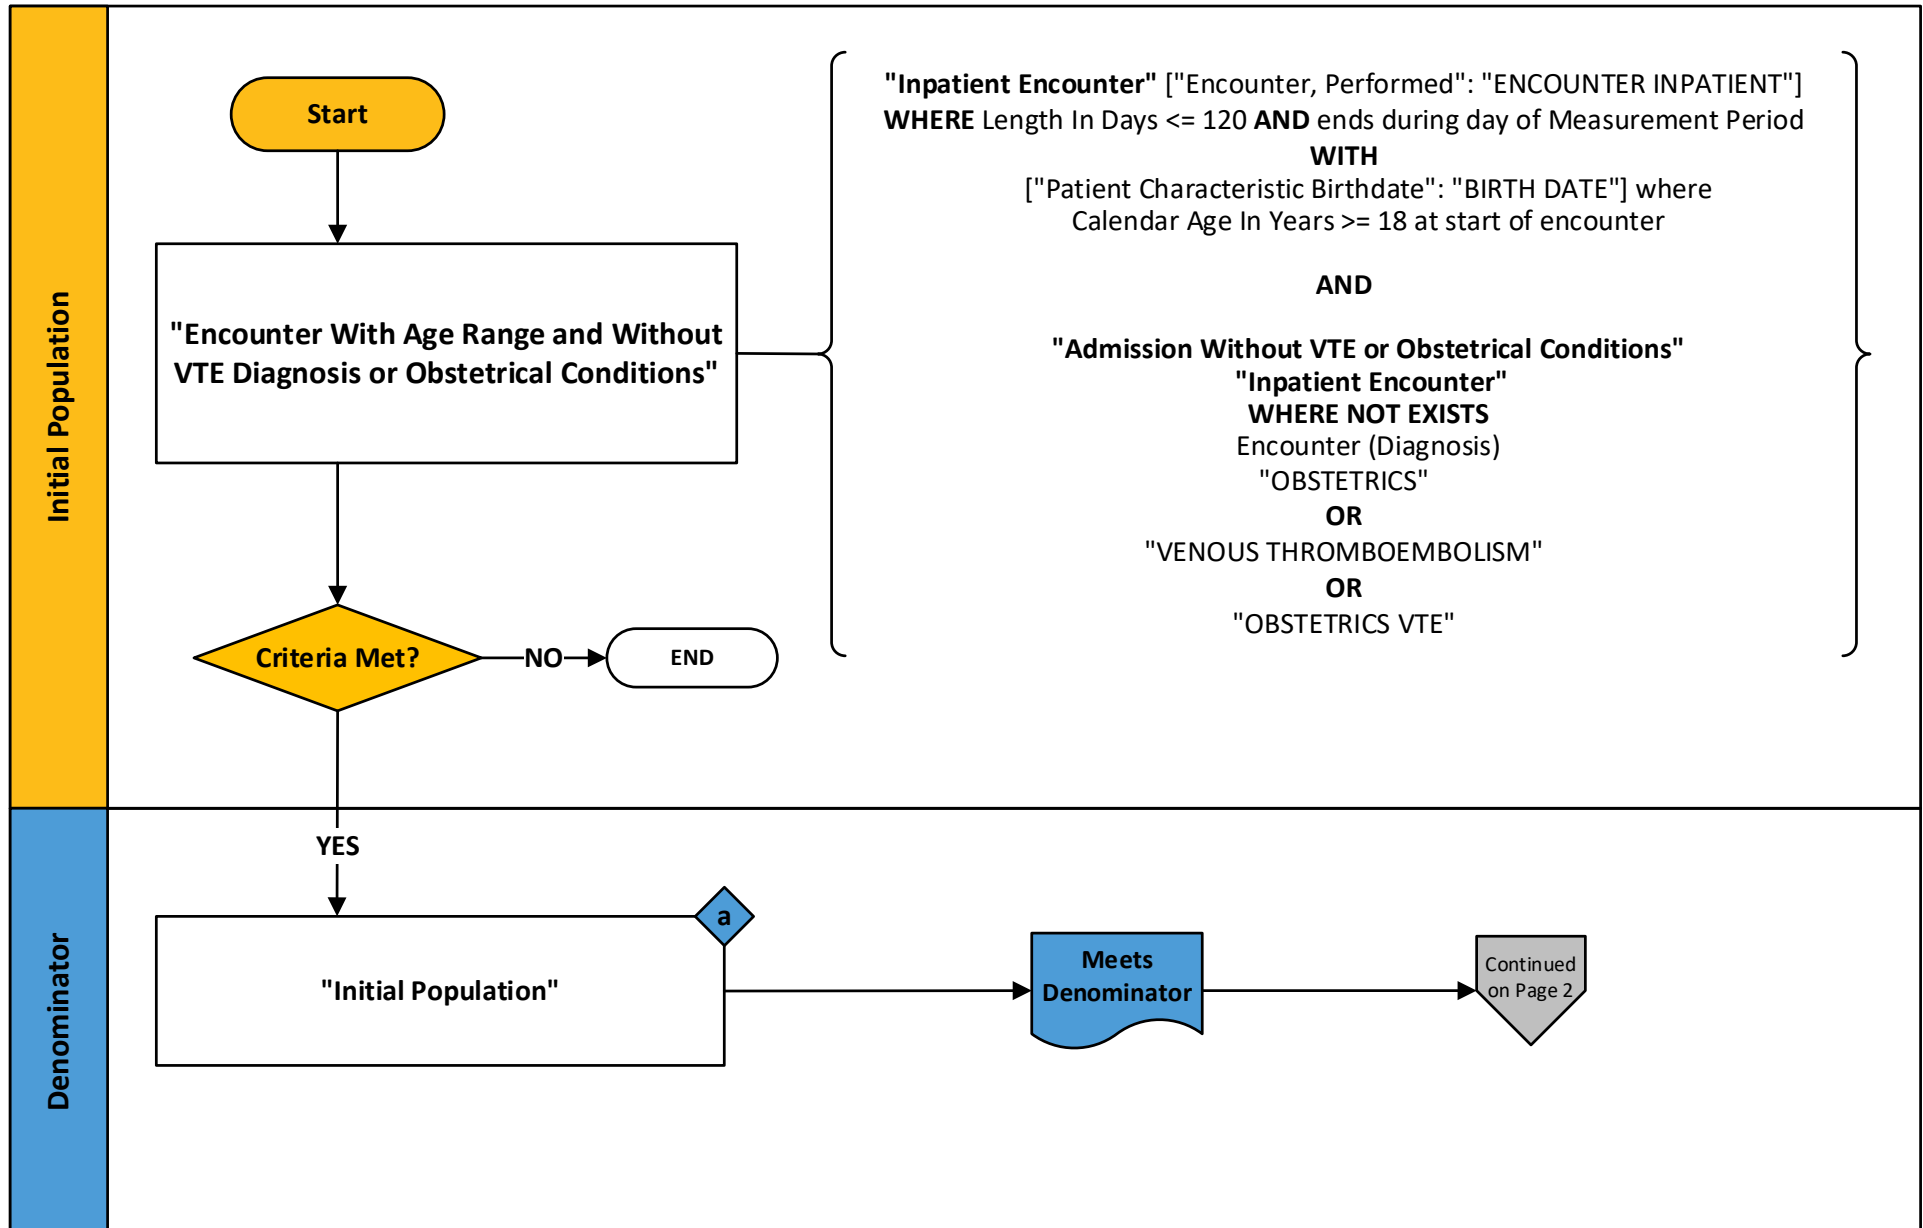 Initial Population
Start
"Encounter With Age Range and Without
VTE Diagnosis or Obstetrical Conditions"
"Inpatient Encounter" ["Encounter, Performed": "ENCOUNTER INPATIENT"]
WHERE Length In Days <= 120 AND ends during day of Measurement Period
WITH
["Patient Characteristic Birthdate": "BIRTH DATE"] where
Calendar Age In Years >= 18 at start of encounter
AND
"Admission Without VTE or Obstetrical Conditions"
"Inpatient Encounter"
WHERE NOT EXISTS
Encounter (Diagnosis)
"OBSTETRICS"
OR
"VENOUS THROMBOEMBOLISM"
OR
"OBSTETRICS VTE"
Criteria Met?
NO
END
YES
Denominator
"Initial Population"
a
Meets
Denominator
Continued
on Page 2